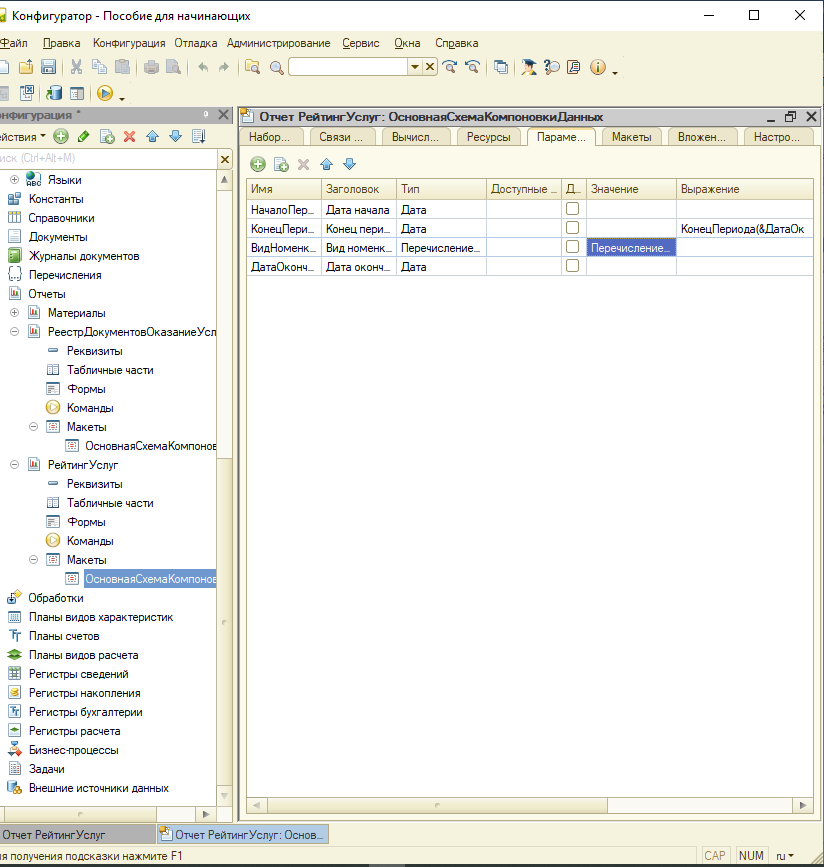 Конфигуратор - Пособие для начинающих
Файл Правка Конфигурация Отладка Администрирование Сервис Окна Справка
онфигурация *
йствия
иск (Ctrl+Alt+M)
Языки
Константы
Справочники
Документы
Журналы документов
Перечисления
Отчеты
Материалы
РеестрДокументовОказаниеУсл
Реквизиты
Табличные части
Формы
Команды
Макеты
ОсновнаяСхемаКомпонов
РейтингУслуг
Реквизиты
Табличные части
Формы
Команды
Макеты
ОсновнаяСхемаКомпонов
Обработки
Планы видов характеристик
Планы счетов
Планы видов расчета
Регистры сведений
Регистры накопления
Регистры бухгалтерии
Регистры расчета
Бизнес-процессы
Задачи
Внешние источники данных
Отчет РейтингУслуг: ОсновнаяСхемаКомпоновкиДанных
Набор... Связи ... Вычисл... Ресурсы Параме... Макеты Вложен... Настро...
Имя Заголовок Тип Доступные ... Д... Значение Выражение
НачалоПер... Дата начала Дата
КонецПери... Конец пери... Дата КонецПериода(&ДатаОк
ВидНоменк... Вид номенк... Перечисление... Перечисление...
ДатаОконч... Дата оконч... Дата
Отчет РейтингУслуг Отчет РейтингУслуг: Основ...
я получения подсказки нажмите F1 CAP NUM ru